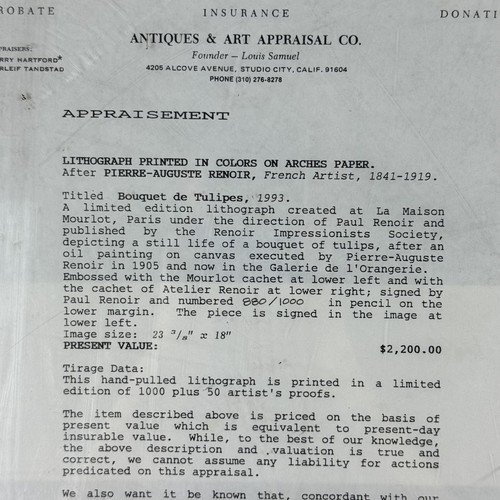 ROBATE INSURANCE DONATI
ANTIQUES & ART APPRAISAL CO.
PRAISERS:
RRY HARTFORD*
RLEIF TANDSTAD
Founder — Louis Samuel
4205 ALCOVE AVENUE, STUDIO CITY, CALIF. 91604
PHONE (310) 276-8278
APPRAISEMENT
LITHOGRAPH PRINTED IN COLORS ON ARCHES PAPER.
After PIERRE-AUGUSTE RENOIR, French Artist, 1841-1919.
Titled Bouquet de Tulipes, 1993.
A limited edition lithograph created at La Maison
Mourlot, Paris under the direction of Paul Renoir and
published by the Renoir Impressionists Society,
depicting a still life of a bouquet of tulips, after an
oil painting on canvas executed by Pierre-Auguste
Renoir in 1905 and now in the Galerie de l'Orangerie.
Embossed with the Mourlot cachet at lower left and with
the cachet of Atelier Renoir at lower right; signed by
Paul Renoir and numbered 880/1000 in pencil on the
lower margin. The piece is signed in the image at
lower left.
Image size: 23 x 18"
PRESENT VALUE: $2,200.00
Tirage Data:
This hand-pulled lithograph is printed in a limited
edition of 1000 plus 50 artist's proofs.
The item described above is priced on the basis of
present value which is equivalent to present-day
insurable value. While, to the best of our knowledge,
the above description and valuation is true and
correct, we cannot assume any liability for actions
predicated on this appraisal.
We also want it be known that, concordant with our